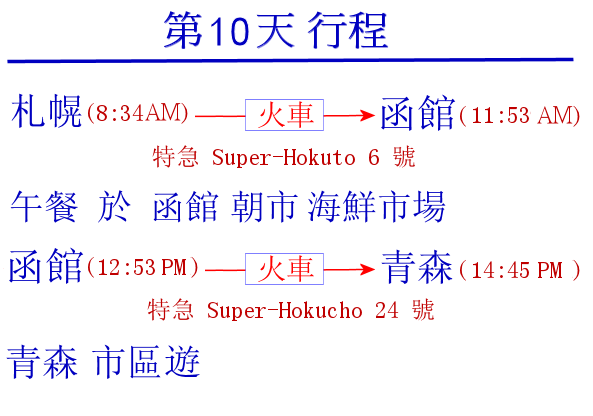 第10天 行程
札幌(8:34AM) 火車 函館(11:53 AM)
特急 Super-Hokuto 6 號
午餐 於 函館 朝市 海鮮市場
函館(12:53 PM) 火車 青森(14:45 PM )
特急 Super-Hokucho 24 號
青森 市區遊